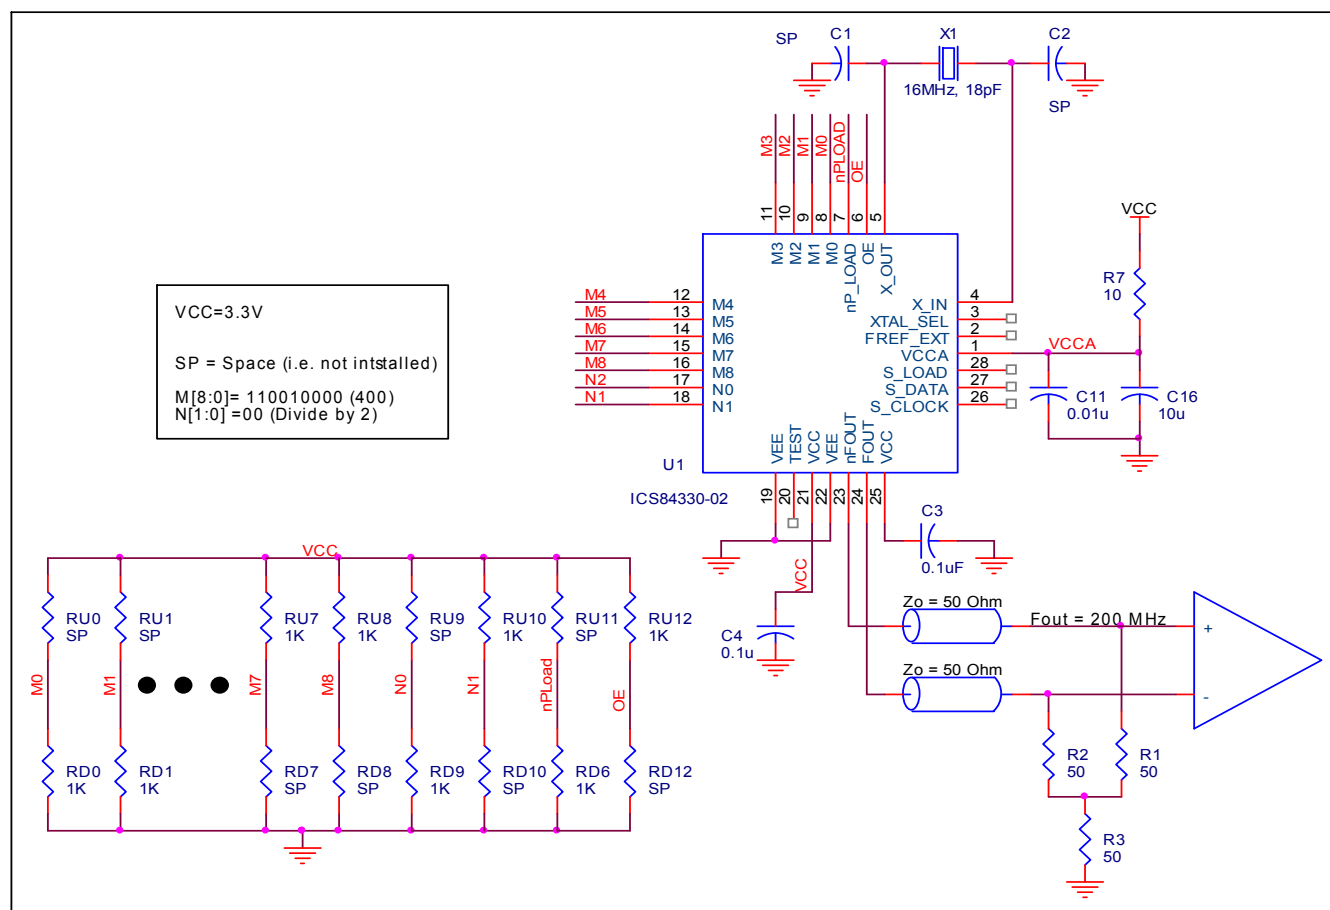 SP
C1
X1
C2
16MHz, 18pF
SP
M3
M2
M1
M0
nPLOAD
OE
11
10
9
8
7
6
5
M3
M2
M1
M0
nP_LOAD
OE
X_OUT
VCC
R7
10
VCCA
C11
0.01u
C16
10u
VCC=3.3V
SP = Space (i.e. not intstalled)
M[8:0]= 110010000 (400)
N[1:0] =00 (Divide by 2)
M4 12 M4
M5 13 M5
M6 14 M6
M7 15 M7
M8 16 M8
N2 17 N0
N1 18 N1
X_IN 4
XTAL_SEL 3
FREF_EXT 2
VCCA 1
S_LOAD 28
S_DATA 27
S_CLOCK 26
VEE
TEST
VCC
VEE
nFOUT
FOUT
VCC
U1
ICS84330-02
19
20
21
22
23
24
25
C3
0.1uF
VCC
C4
0.1u
Zo = 50 Ohm
Fout = 200 MHz
Zo = 50 Ohm
+
-
R2
50
R1
50
R3
50
VCC
RU0
SP
RU1
SP
RU7
1K
RU8
1K
RU9
SP
RU10
1K
RU11
SP
RU12
1K
M0
M1
M7
M8
N0
N1
nPLoad
OE
RD0
1K
RD1
1K
RD7
SP
RD8
SP
RD9
1K
RD10
SP
RD6
1K
RD12
SP